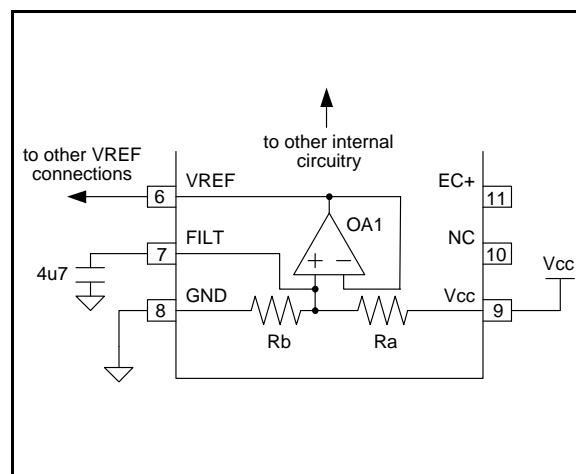 to other internal
circuitry
to other VREF
connections
VREF
6
OA1
EC+
11
FILT
7
4u7
+
−
NC
10
Vcc
GND
8
Vcc
9
Rb
Ra